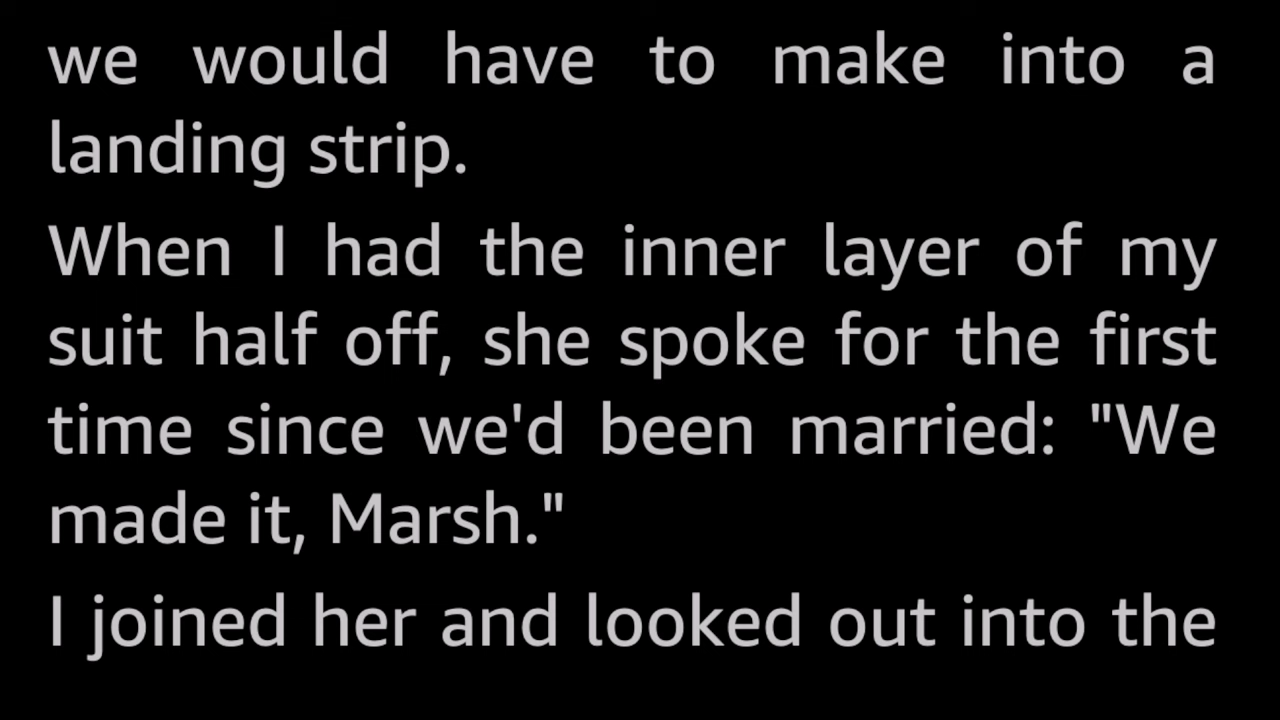 we would have to make into a
landing strip.
When I had the inner layer of my
suit half off, she spoke for the first
time since we'd been married: "We
made it, Marsh."
I joined her and looked out into the